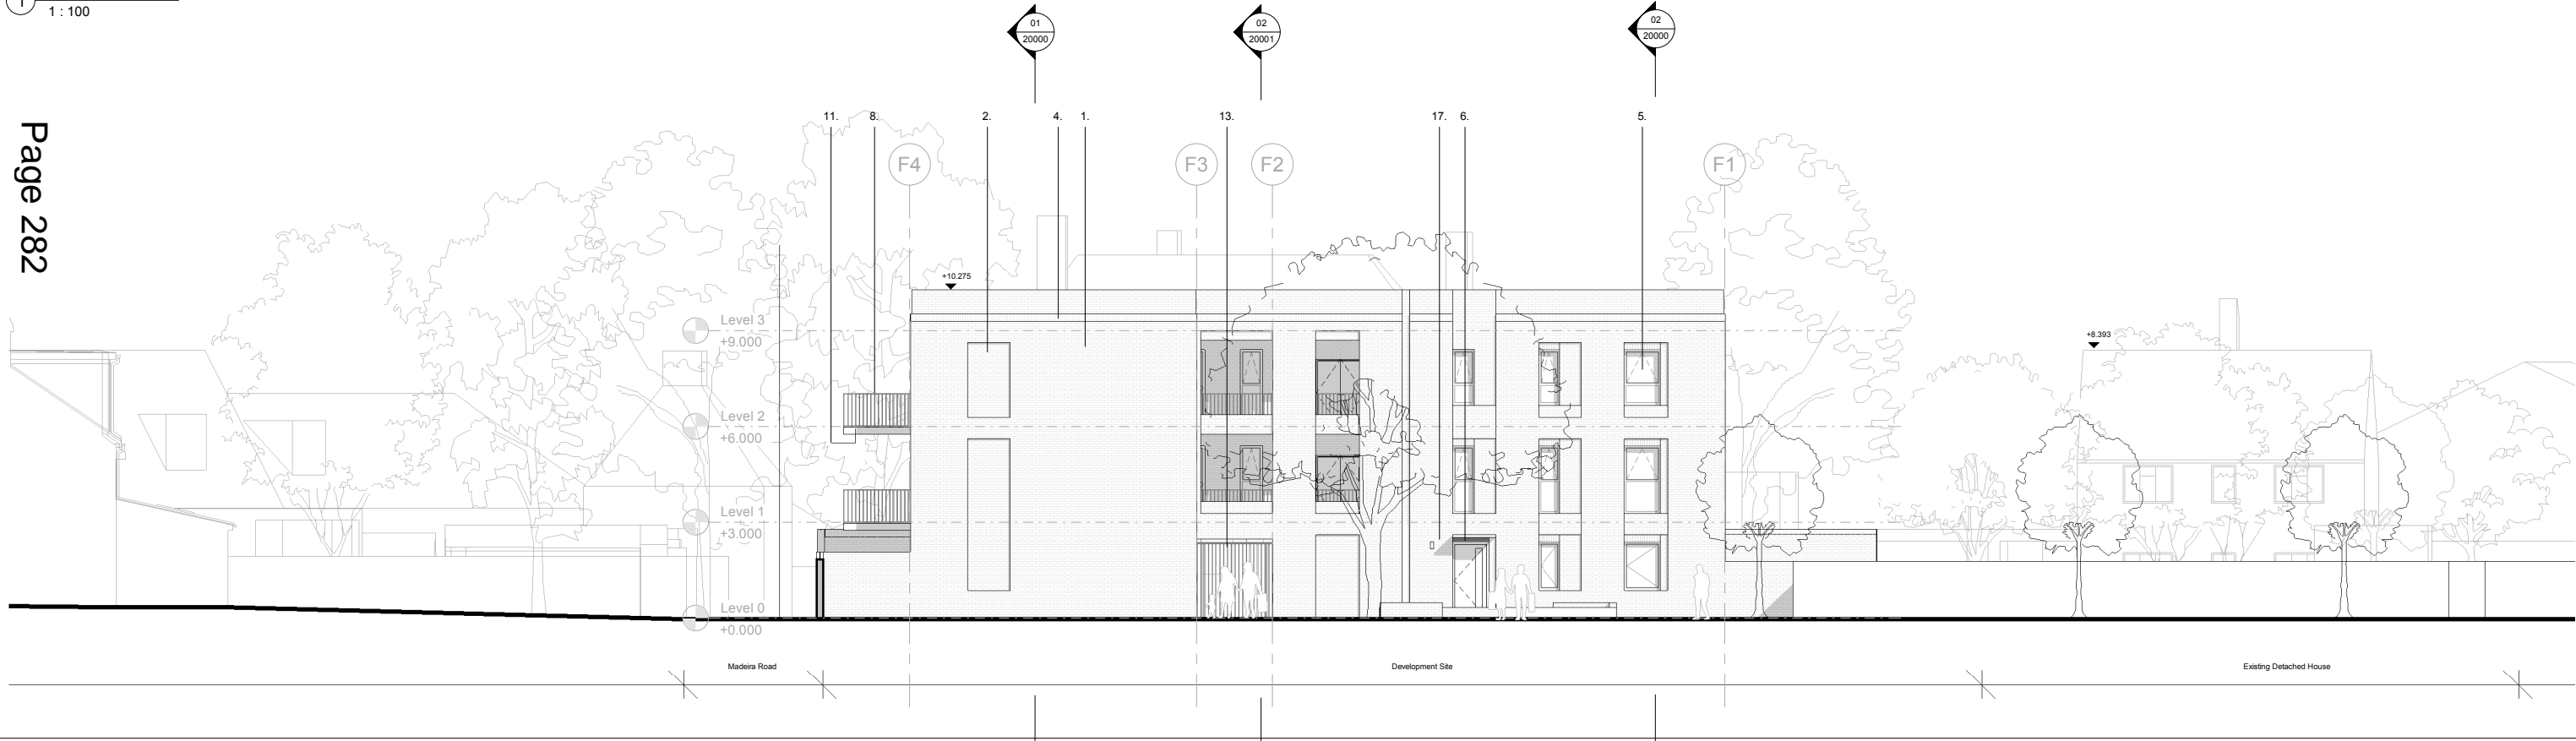 1
1 : 100
01
20000
02
20001
02
20000
Page 282
11. 8. 2. 4. 1. 13. 17. 6. 5.
F4 F3 F2 F1
+10.275
Level 3
+9.000
+8.393
Level 2
+6.000
Level 1
+3.000
Level 0
+0.000
Madeira Road
Development Site
Existing Detached House